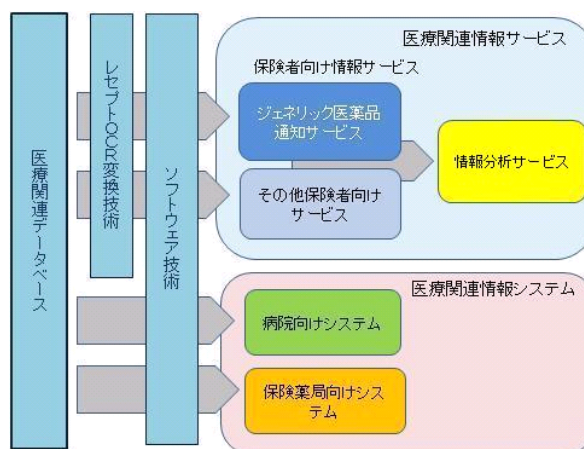 医療関連データベース
レセプトOCR変換技術
ソフトウェア技術
医療関連情報サービス
保険者向け情報サービス
ジェネリック医薬品
通知サービス
情報分析サービス
その他保険者向け
サービス
医療関連情報システム
病院向けシステム
保険薬局向けシス
テム